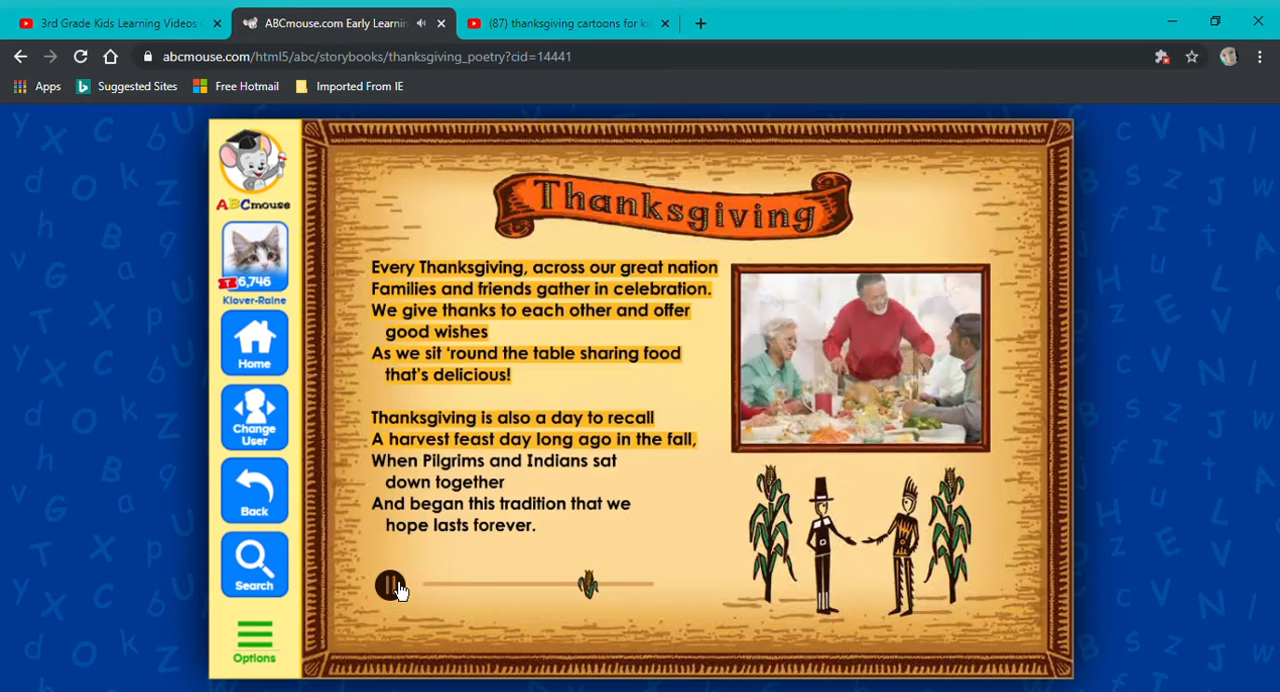 3rd Grade Kids Learning Videos
ABCmouse.com Early Learnin
(87) thanksgiving cartoons for kid
abcmouse.com/html5/abc/storybooks/thanksgiving_poetry?cid=14441
Apps
Suggested Sites
Free Hotmail
Imported From IE
ABCmouse
T 6,746
Klover-Raine
Home
Change
User
Back
Search
Options
Thanksgiving
Every Thanksgiving, across our great nation
Families and friends gather in celebration.
We give thanks to each other and offer
good wishes
As we sit 'round the table sharing food
that's delicious!
Thanksgiving is also a day to recall
A harvest feast day long ago in the fall,
When Pilgrims and Indians sat
down together
And began this tradition that we
hope lasts forever.